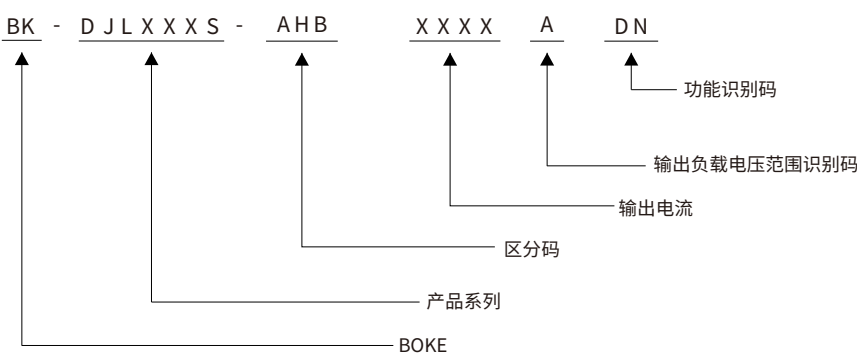 BK - DJLXXXS - AHB XXXX A DN
功能识别码
输出负载电压范围识别码
输出电流
区分码
产品系列
BOKE